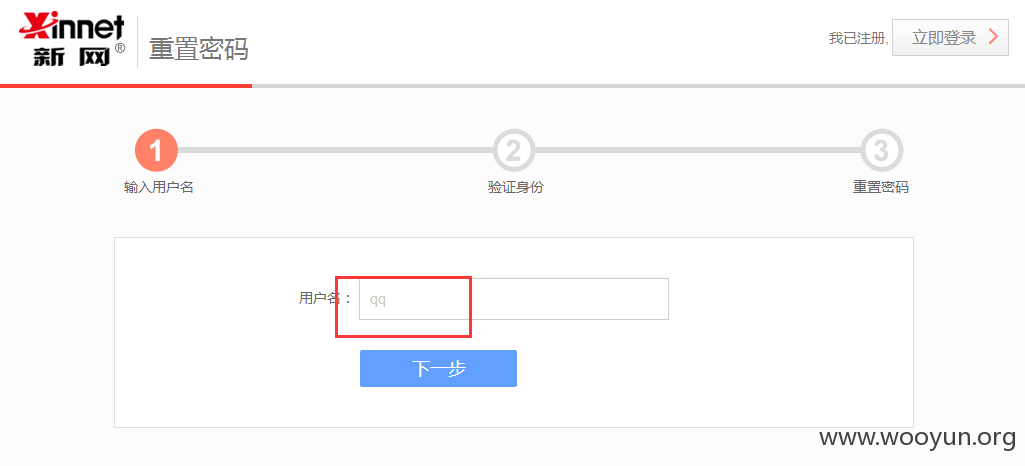 Xinnet
新网®
重置密码
我已注册, 立即登录
1
2
3
输入用户名
验证身份
重置密码
用户名：
qq
下一步
www.wooyun.org